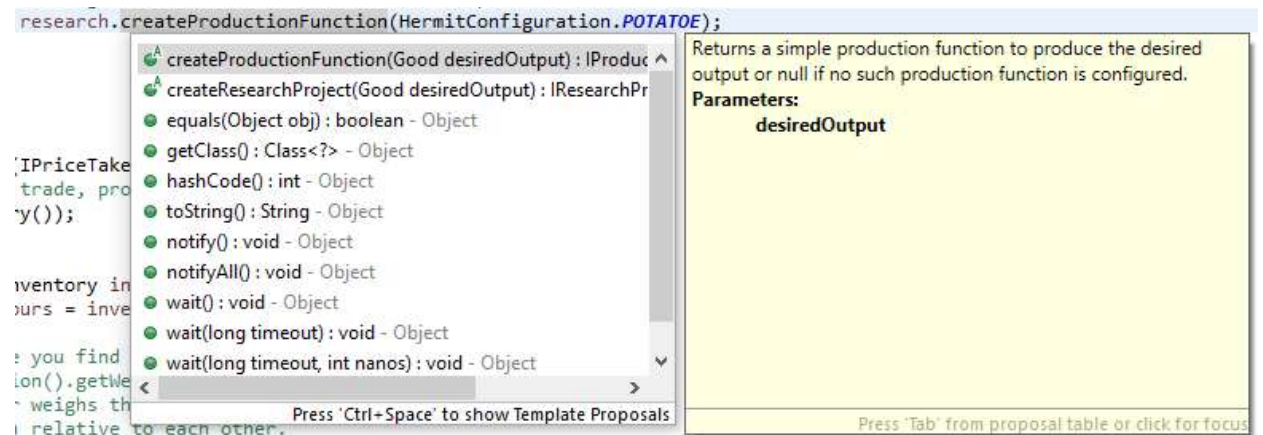 research.createProductionFunction(HermitConfiguration.POTATOE);
createProductionFunction(Good desiredOutput) : IProduc
createResearchProject(Good desiredOutput) : IResearchPr
equals(Object obj) : boolean - Object
getClass() : Class<?> - Object
hashCode() : int - Object
toString() : String - Object
notify() : void - Object
notifyAll() : void - Object
wait() : void - Object
wait(long timeout) : void - Object
wait(long timeout, int nanos) : void - Object
Press 'Ctrl+Space' to show Template Proposals
Returns a simple production function to produce the desired
output or null if no such production function is configured.
Parameters:
desiredOutput
Press 'Tab' from proposal table or click for focus
(IPriceTake
trade, pro
ry());
nventory in
ours = inve
e you find
ion().getWe
r weighs th
relative to each other.